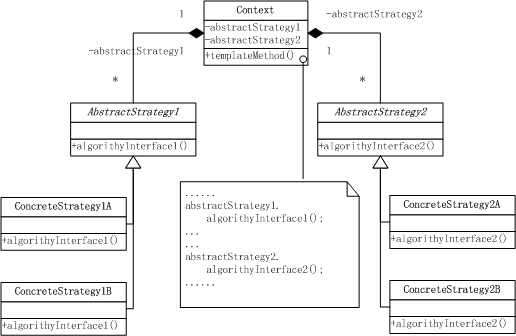 Context
-abstractStrategy1
-abstractStrategy2
+templateMethod()
1
-abstractStrategy1
*
-abstractStrategy2
1
*
AbstractStrategy1
+algorithyInterface1()
AbstractStrategy2
+algorithyInterface2()
ConcreteStrategy1A
+algorithyInterface1()
ConcreteStrategy1B
+algorithyInterface1()
......
abstractStrategy1.
algorithyInterface1();
...
...
abstractStrategy2.
algorithyInterface2();
......
ConcreteStrategy2A
+algorithyInterface2()
ConcreteStrategy2B
+algorithyInterface2()